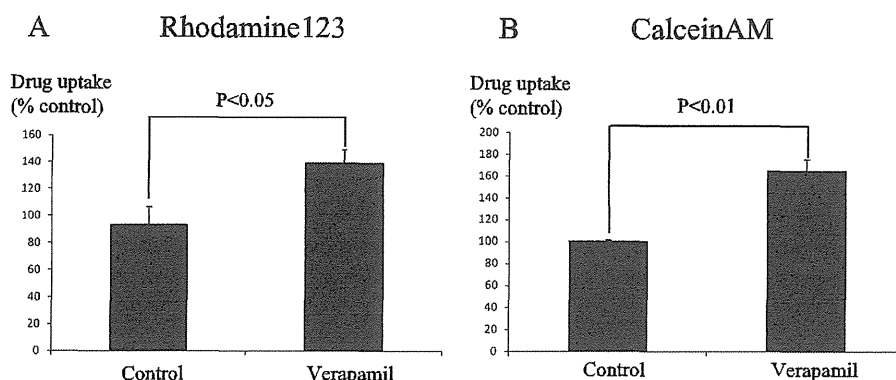 A Rhodamine123
Drug uptake
(% control)
P<0.05
160
140
120
100
80
60
40
20
0
Control Verapamil
B CalceinAM
Drug uptake
(% control)
P<0.01
200
180
160
140
120
100
80
60
40
20
0
Control Verapamil